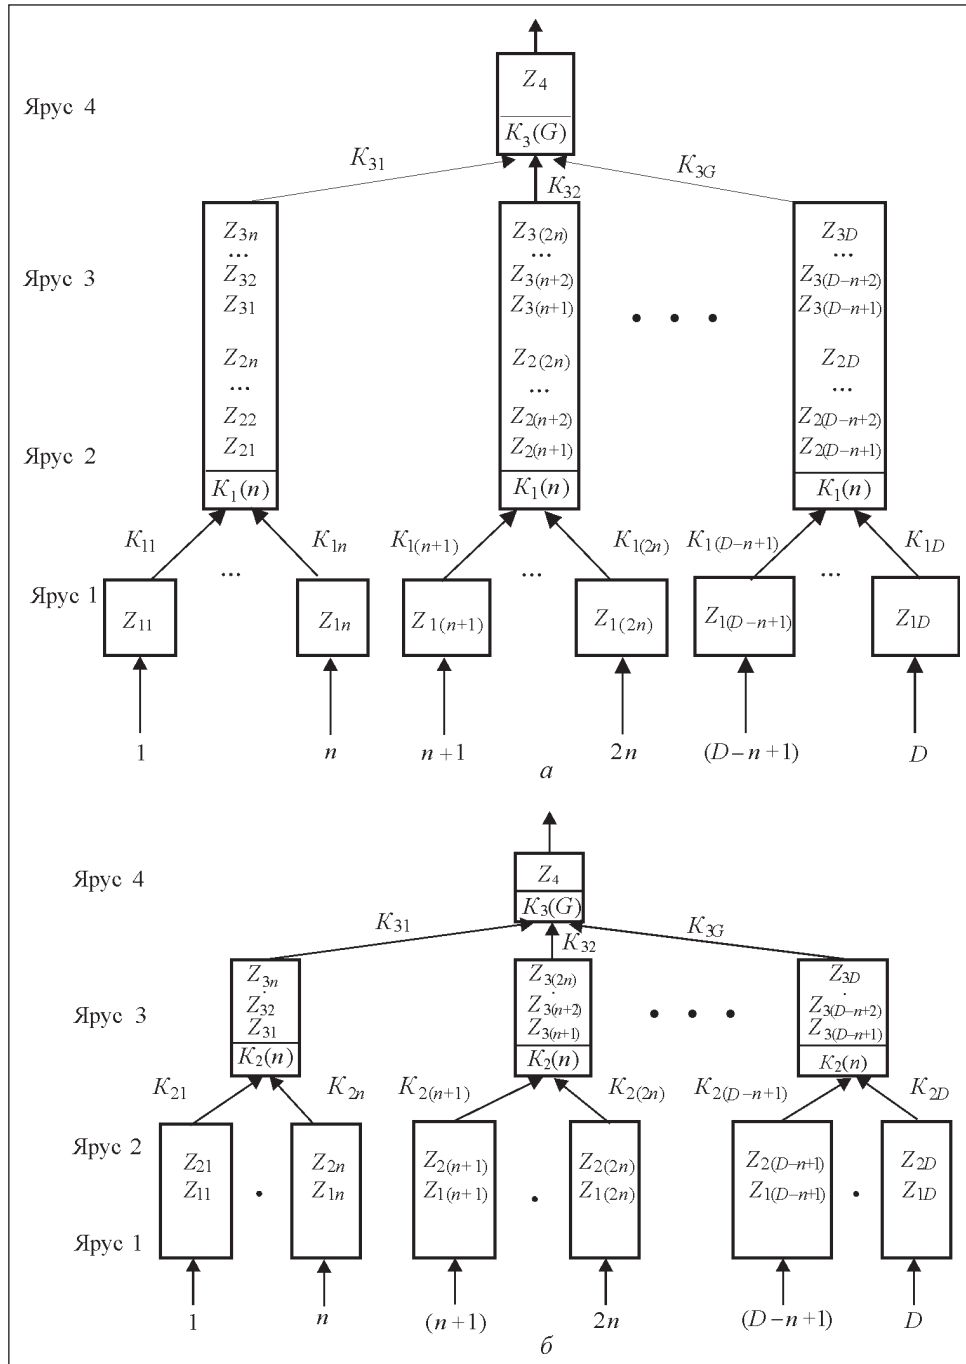 Ярус 4
Z₄
K₃(G)
K₃₁ K₃₂ K₃G
Z₃ₙ Z₃₍₂ₙ₎ Z₃D
... ... ...
Ярус 3 Z₃₂ Z₃₍ₙ₊₂₎ Z₃(D−n+2)
Z₃₁ Z₃₍ₙ₊₁₎ Z₃(D−n+1)
Z₂ₙ Z₂₍₂ₙ₎ Z₂D
... ... ...
Z₂₂ Z₂₍ₙ₊₂₎ Z₂(D−n+2)
Ярус 2 Z₂₁ Z₂₍ₙ₊₁₎ Z₂(D−n+1)
K₁(n) K₁(n) K₁(n)
K₁₁ K₁ₙ K₁₍ₙ₊₁₎ K₁₍₂ₙ₎ K₁(D−n+1) K₁D
... ... ...
Ярус 1 Z₁₁ Z₁ₙ Z₁₍ₙ₊₁₎ Z₁₍₂ₙ₎ Z₁(D−n+1) Z₁D
1 n n+1 2n (D−n+1) D
а
Ярус 4 Z₄
K₃(G)
K₃₁ K₃₂ K₃G
Z₃ₙ Z₃₍₂ₙ₎ Z₃D
Ярус 3 Z₃₂ Z₃₍ₙ₊₂₎ Z₃(D−n+2)
Z₃₁ Z₃₍ₙ₊₁₎ Z₃(D−n+1)
K₂(n) K₂(n) K₂(n)
K₂₁ K₂ₙ K₂₍ₙ₊₁₎ K₂₍₂ₙ₎ K₂(D−n+1) K₂D
Ярус 2 Z₂₁ Z₂ₙ Z₂₍ₙ₊₁₎ Z₂₍₂ₙ₎ Z₂(D−n+1) Z₂D
Z₁₁ Z₁ₙ Z₁₍ₙ₊₁₎ Z₁₍₂ₙ₎ Z₁(D−n+1) Z₁D
Ярус 1
1 n (n+1) 2n (D−n+1) D
б